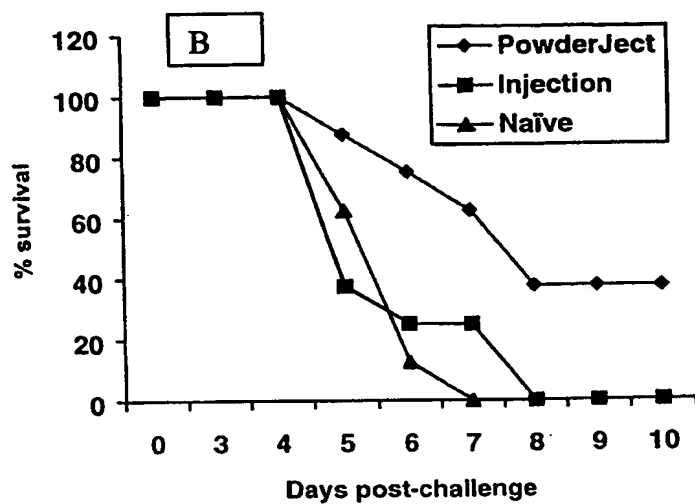 B
PowderJect
Injection
Naïve
120
100
80
60
40
20
0
% survival
0 3 4 5 6 7 8 9 10
Days post-challenge